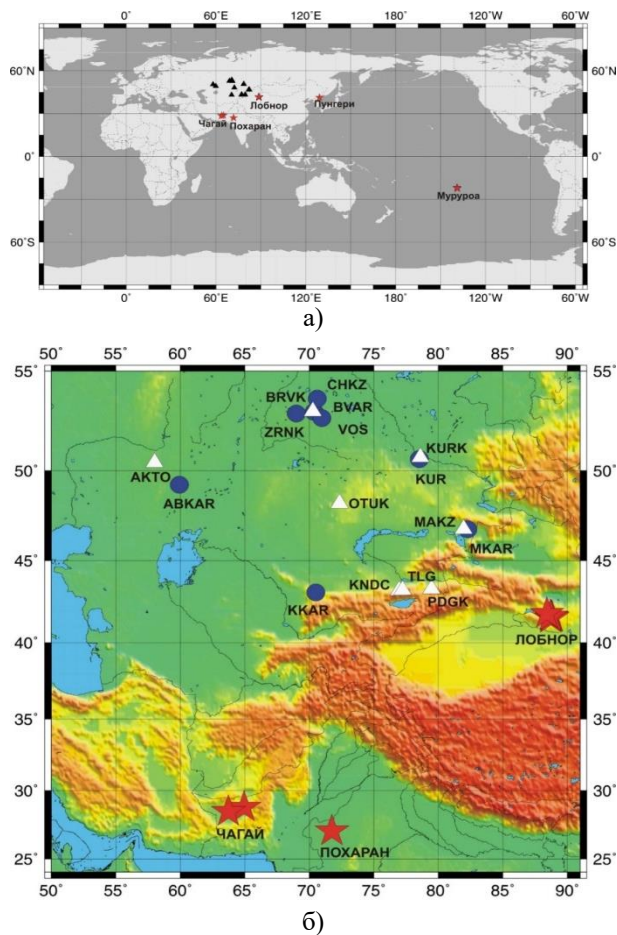 0° 60°E 120°E 180° 120°W 60°W
60°N 60°N
Лобнор Пунгери
Чагай Похаран
0° 0°
Муруроа
60°S 60°S
0° 60°E 120°E 180° 120°W 60°W
а)
50° 55° 60° 65° 70° 75° 80° 85° 90°
55° 55°
CHKZ
BRVK BVAR
ZRNK VOS
KURK
50° 50°
AKTO KUR
ABKAR OTUK
MAKZ
MKAR
45° 45°
KNDC TLG
KKAR PDGK
ЛОБНОР
40° 40°
35° 35°
30° 30°
ЧАГАЙ
ПОХАРАН
25° 25°
50° 55° 60° 65° 70° 75° 80° 85° 90°
б)